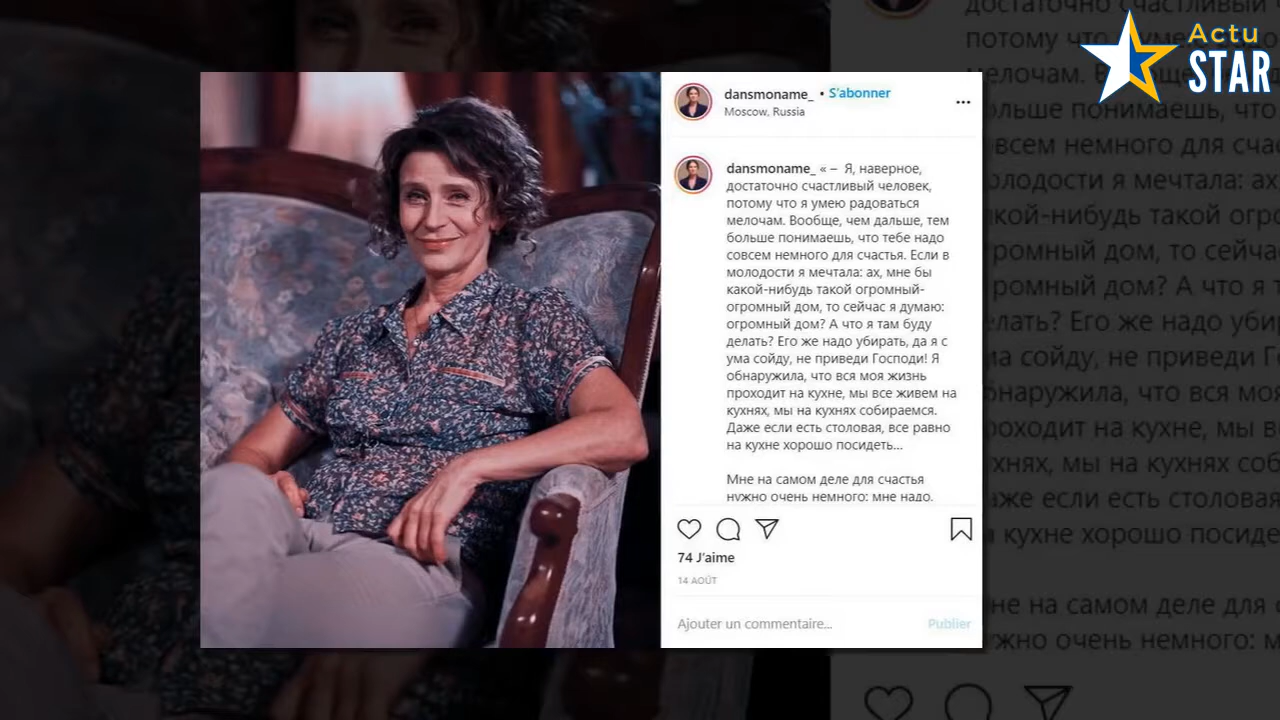 Actu
STAR
dansmoname_ • S'abonner
Moscow, Russia
dansmoname_ « – Я, наверное,
достаточно счастливый человек,
потому что я умею радоваться
мелочам. Вообще, чем дальше, тем
больше понимаешь, что тебе надо
совсем немного для счастья. Если в
молодости я мечтала: ах, мне бы
какой-нибудь такой огромный-
огромный дом, то сейчас я думаю:
огромный дом? А что я там буду
делать? Его же надо убирать, да я с
ума сойду, не приведи Господи! Я
обнаружила, что вся моя жизнь
проходит на кухне, мы все живем на
кухнях, мы на кухнях собираемся.
Даже если есть столовая, все равно
на кухне хорошо посидеть...
Мне на самом деле для счастья
нужно очень немного: мне надо,
74 J'aime
14 AOÛT
Ajouter un commentaire...
Publier